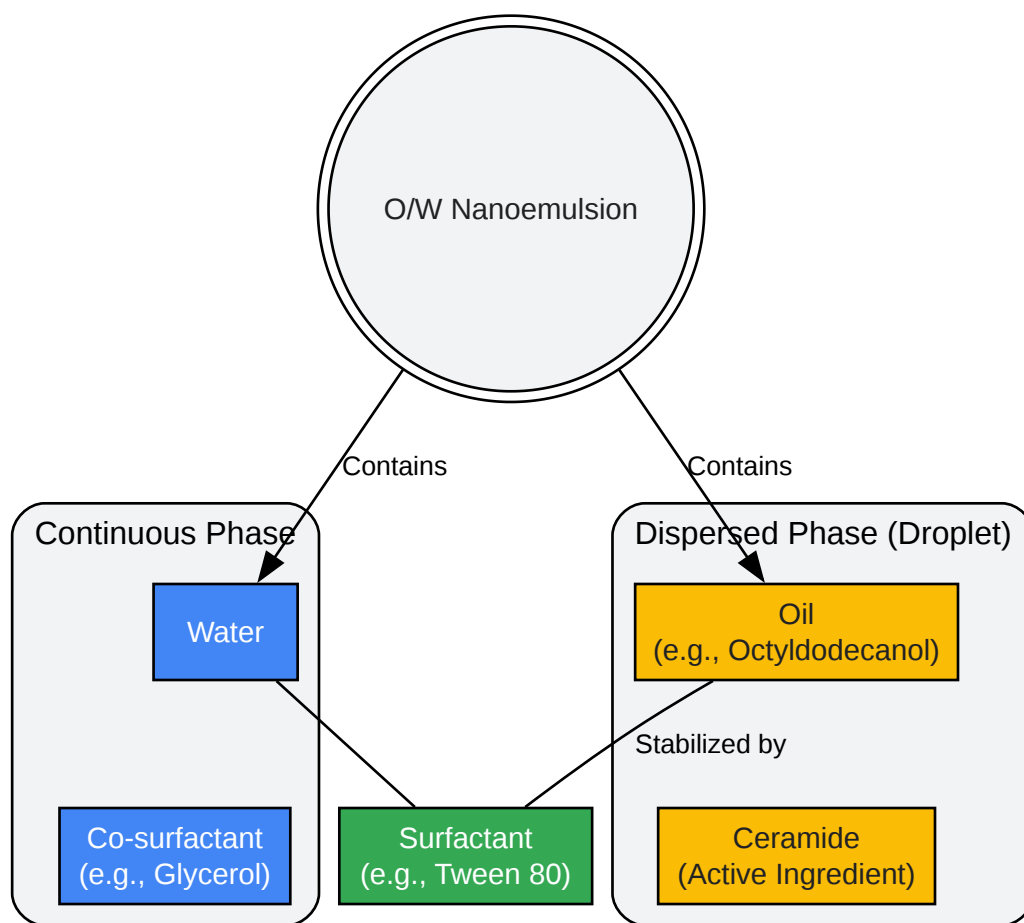 O/W Nanoemulsion
Contains
Contains
Continuous Phase
Dispersed Phase (Droplet)
Water
Oil
(e.g., Octyldodecanol)
Stabilized by
Co-surfactant
(e.g., Glycerol)
Surfactant
(e.g., Tween 80)
Ceramide
(Active Ingredient)